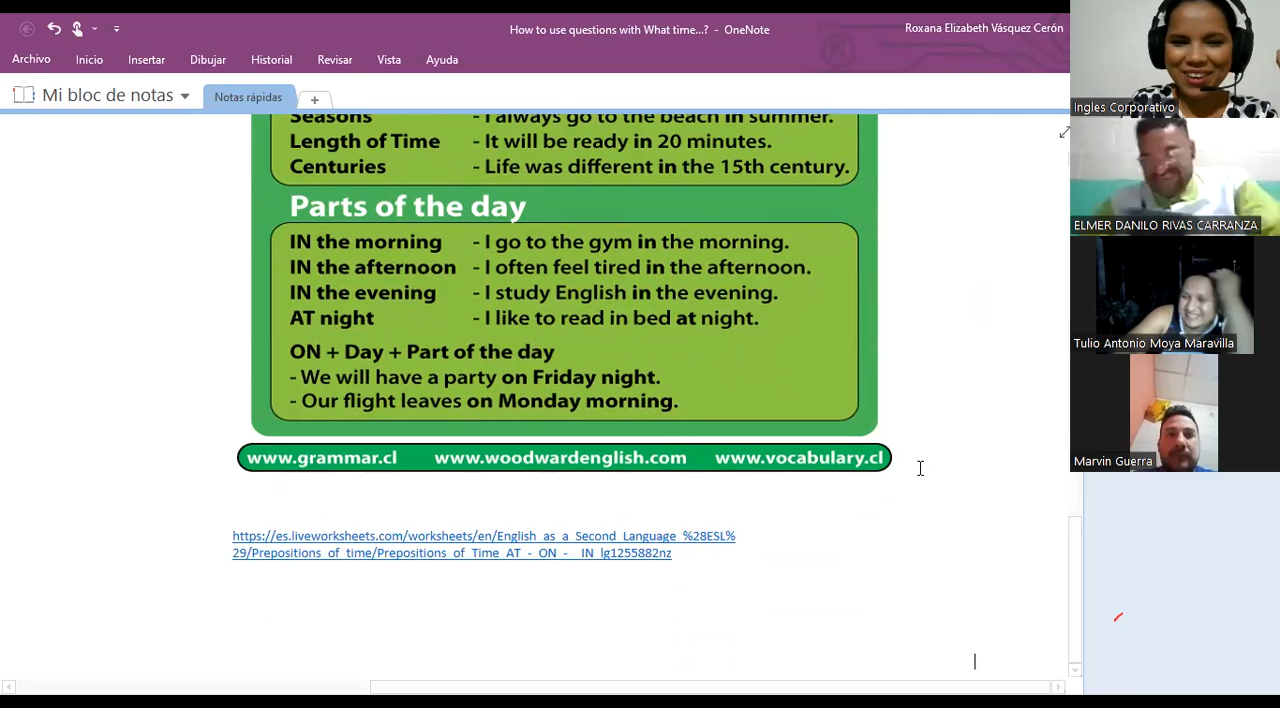 How to use questions with What time...? - OneNote
Roxana Elizabeth Vásquez Cerón
Archivo
Inicio
Insertar
Dibujar
Historial
Revisar
Vista
Ayuda
Mi bloc de notas
Notas rápidas
Seasons - I always go to the beach in summer.
Length of Time - It will be ready in 20 minutes.
Centuries - Life was different in the 15th century.
Parts of the day
IN the morning - I go to the gym in the morning.
IN the afternoon - I often feel tired in the afternoon.
IN the evening - I study English in the evening.
AT night - I like to read in bed at night.
ON + Day + Part of the day
- We will have a party on Friday night.
- Our flight leaves on Monday morning.
www.grammar.cl www.woodwardenglish.com www.vocabulary.cl
https://es.liveworksheets.com/worksheets/en/English_as_a_Second_Language_%28ESL%
29/Prepositions_of_time/Prepositions_of_Time_AT_-_ON_-__IN_lg1255882nz
Ingles Corporativo
ELMER DANILO RIVAS CARRANZA
Tulio Antonio Moya Maravilla
Marvin Guerra